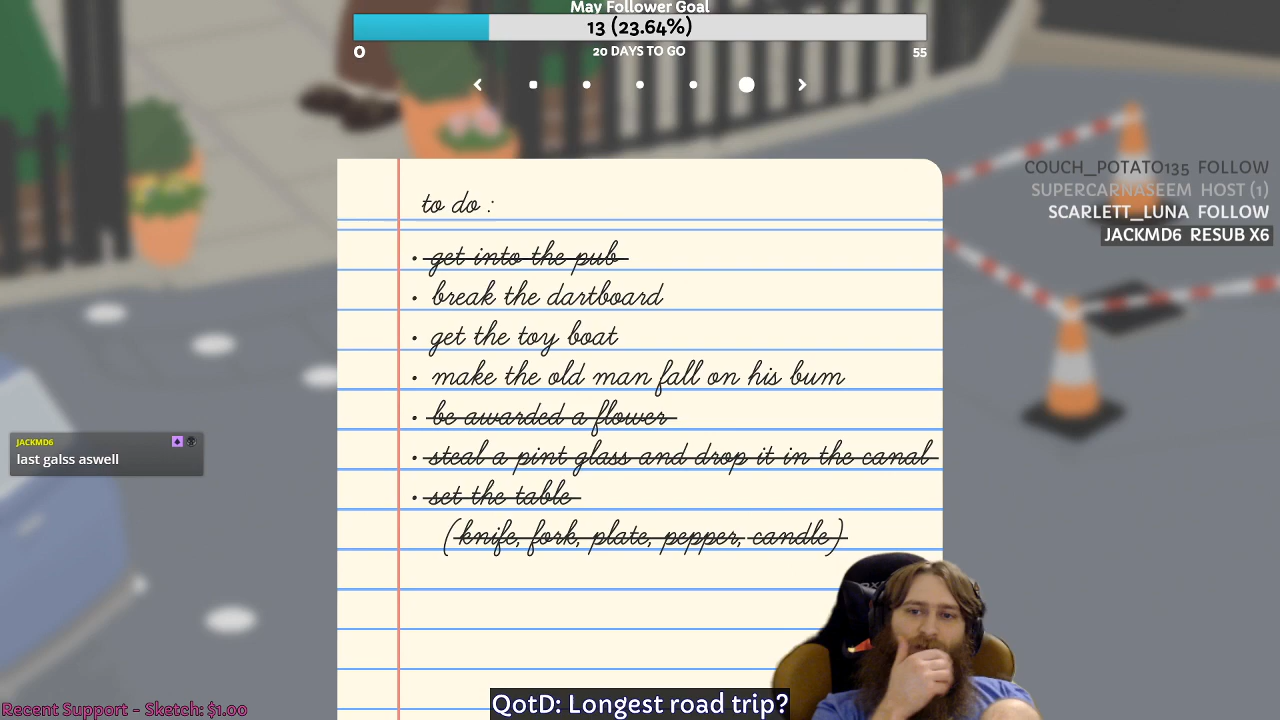 May Follower Goal
13 (23.64%)
0 20 DAYS TO GO 55
COUCH_POTATO135 FOLLOW
SUPERCARNASEEM HOST (1)
SCARLETT_LUNA FOLLOW
JACKMD6 RESUB X6
to do :
• get into the pub
• break the dartboard
• get the toy boat
• make the old man fall on his bum
• be awarded a flower
• steal a pint glass and drop it in the canal
• set the table
(knife, fork, plate, pepper, candle)
JACKMD6
last galss aswell
QotD: Longest road trip?
Recent Support - Sketch: $1.00